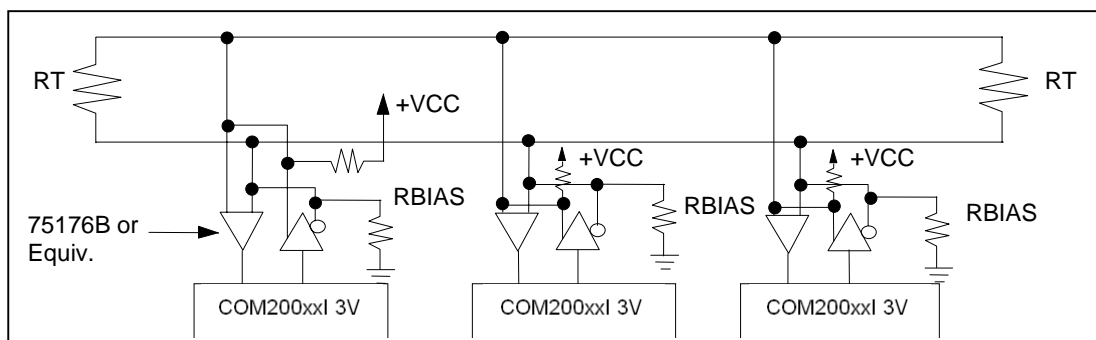 RT
RT
+VCC
+VCC
+VCC
RBIAS
RBIAS
RBIAS
75176B or
Equiv.
COM200xxI 3V
COM200xxI 3V
COM200xxI 3V